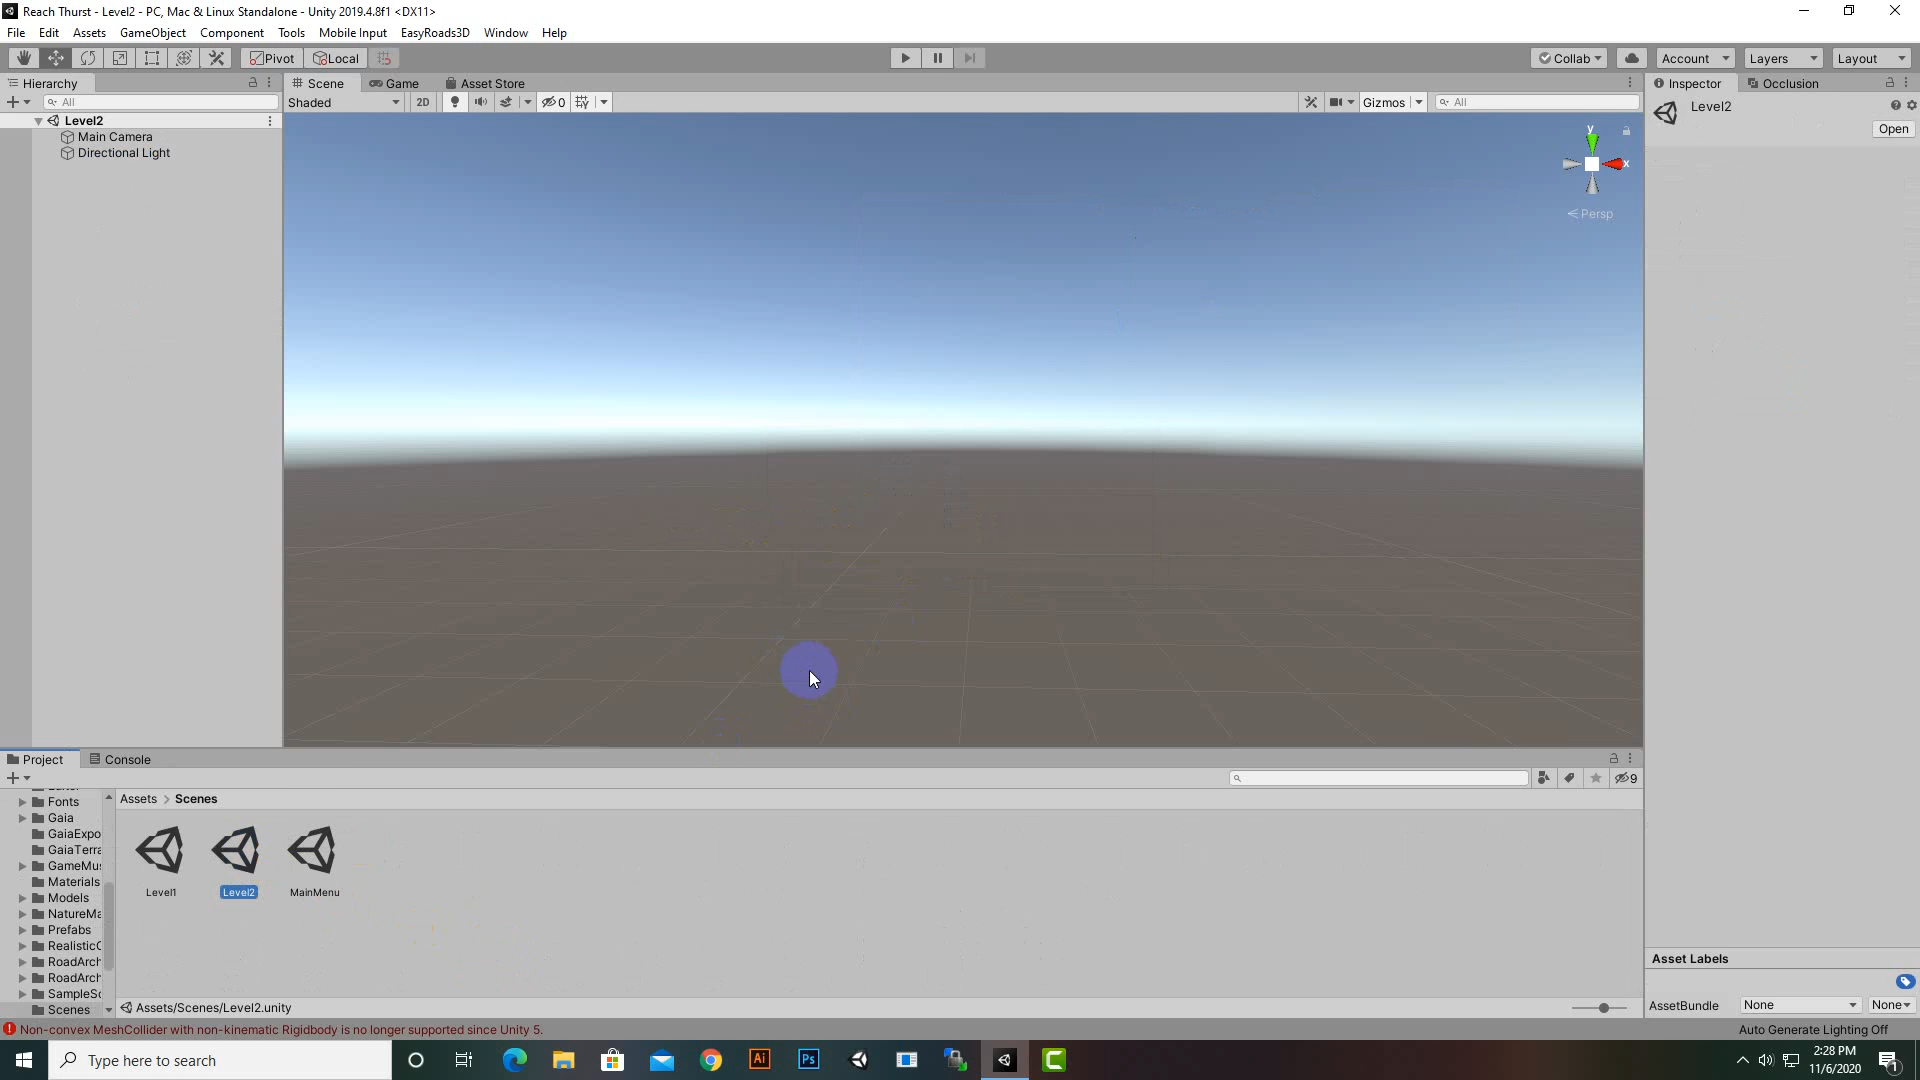 Reach Thurst - Level2 - PC, Mac & Linux Standalone - Unity 2019.4.8f1 <DX11>
File Edit Assets GameObject Component Tools Mobile Input EasyRoads3D Window Help
Pivot Local Collab Account Layers Layout
Hierarchy Scene Game Asset Store Inspector Occlusion
All Shaded 2D 0 Gizmos All Level2
Open
Level2
Main Camera
Directional Light
y
x
Persp
Project Console
9
Assets > Scenes
Fonts
Gaia
GaiaExpo
GaiaTerra
GameMus
Materials
Models
NatureMa
Prefabs
RealisticC
RoadArch
RoadArch
SampleSc
Scenes
Level1 Level2 MainMenu
Assets/Scenes/Level2.unity
Asset Labels
AssetBundle None None
Non-convex MeshCollider with non-kinematic Rigidbody is no longer supported since Unity 5.
Auto Generate Lighting Off
Type here to search
Ai
Ps
2:28 PM
11/6/2020
1